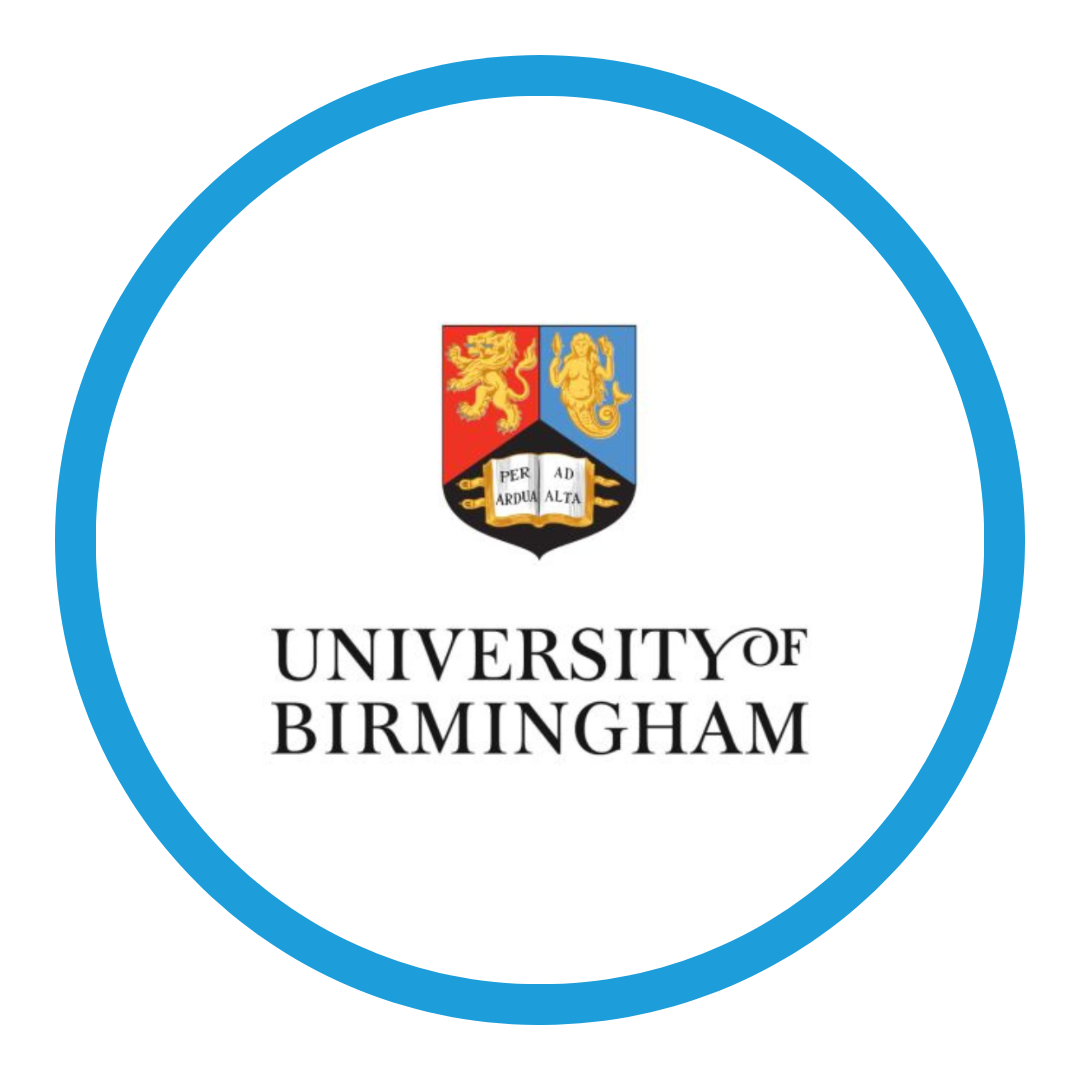 PER AD
ARDUA ALTA
UNIVERSITY OF
BIRMINGHAM